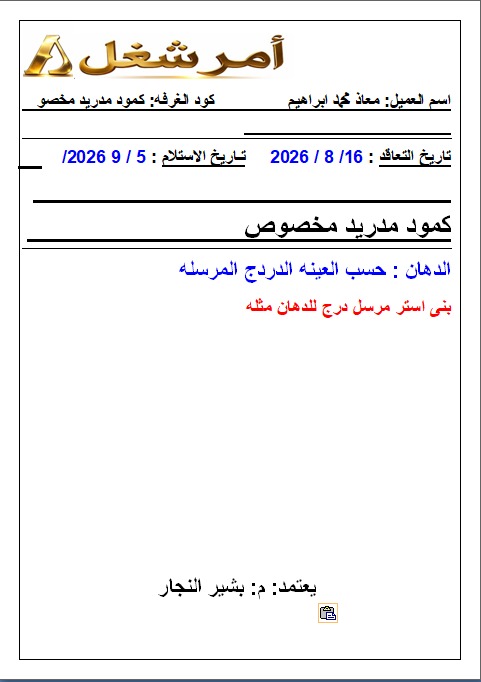 أمر شغل
اسم العميل: معاذ محمد ابراهيم كود الغرفه: كمود مدريد مخصو
تاريخ التعاقد : 16/ 8 / 2026 تاريخ الاستلام : 5 / 9 2026/
كمود مدريد مخصوص
الدهان : حسب العينه الدردج المرسله
بنى استر مرسل درج للدهان مثله
يعتمد: م: بشير النجار